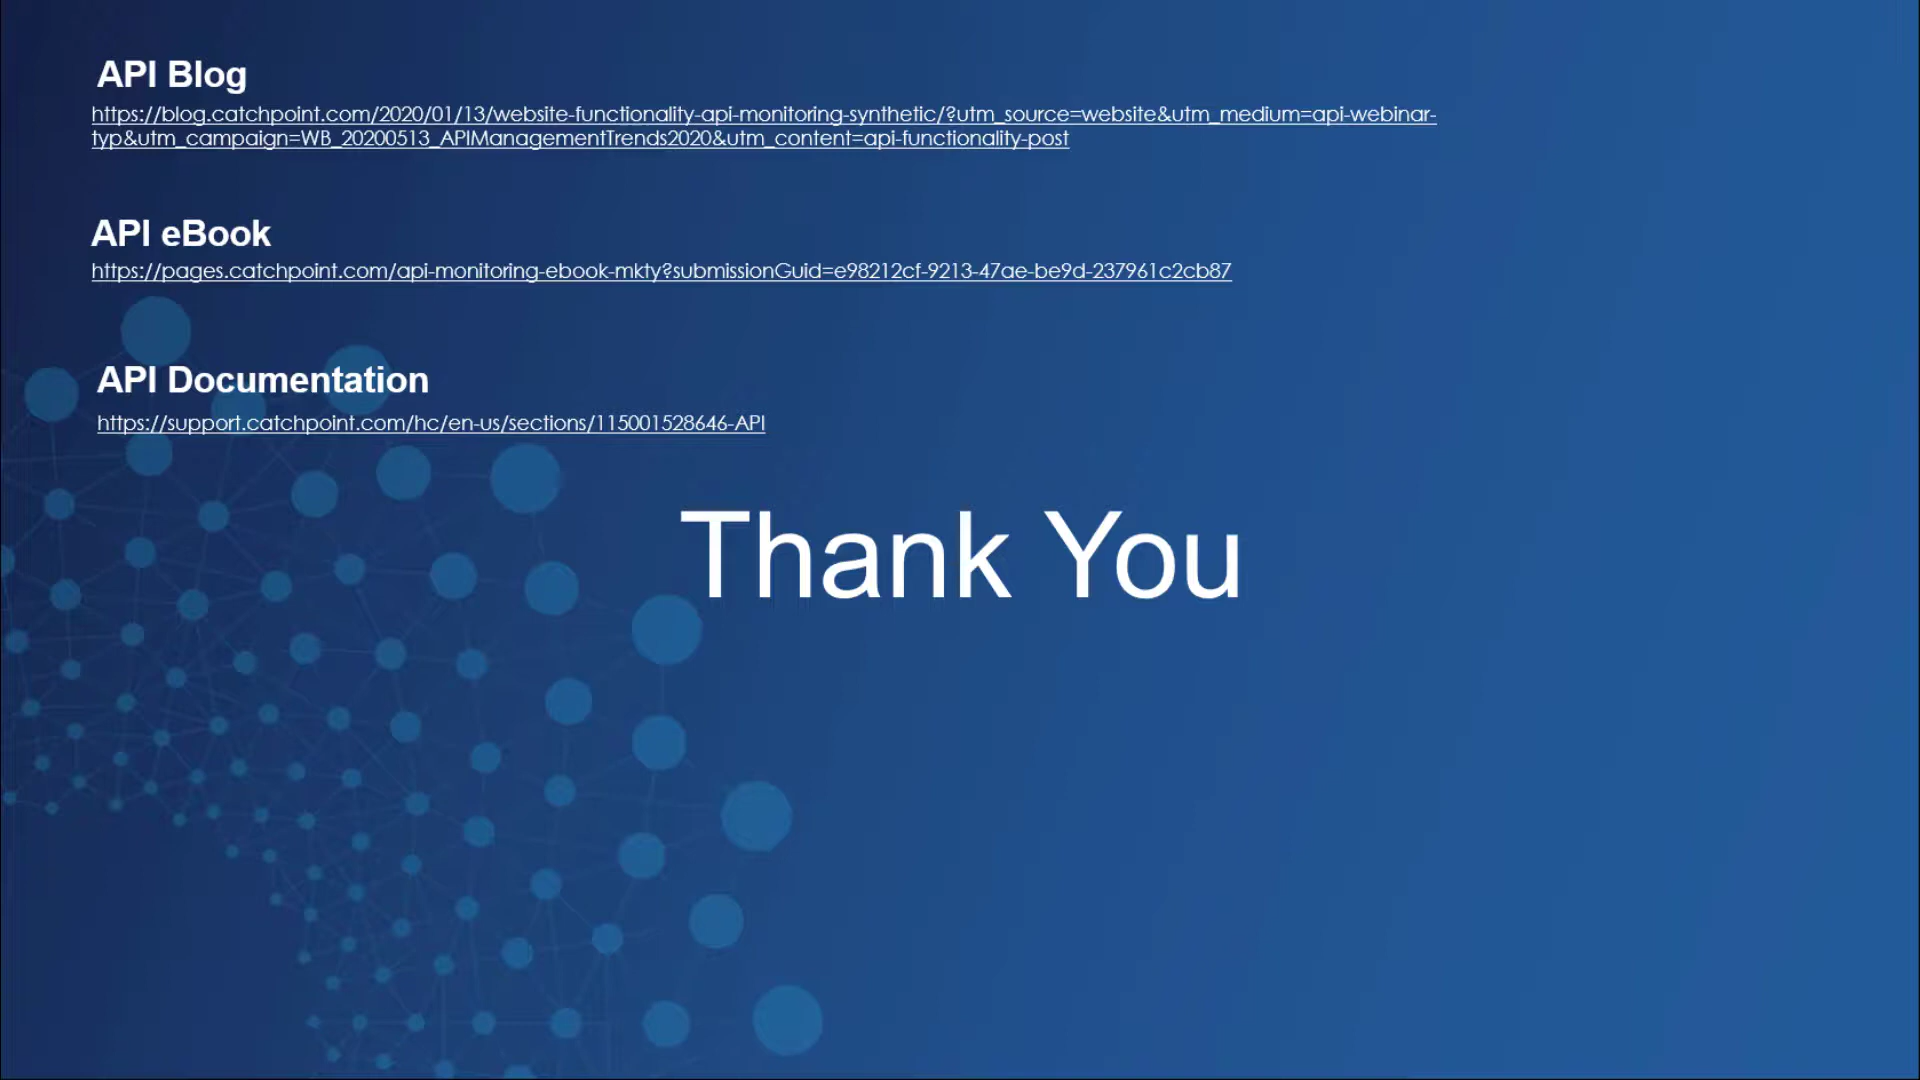 API Blog
https://blog.catchpoint.com/2020/01/13/website-functionality-api-monitoring-synthetic/?utm_source=website&utm_medium=api-webinar-
typ&utm_campaign=WB_20200513_APIManagementTrends2020&utm_content=api-functionality-post
API eBook
https://pages.catchpoint.com/api-monitoring-ebook-mkty?submissionGuid=e98212cf-9213-47ae-be9d-237961c2cb87
API Documentation
https://support.catchpoint.com/hc/en-us/sections/115001528646-API
Thank You